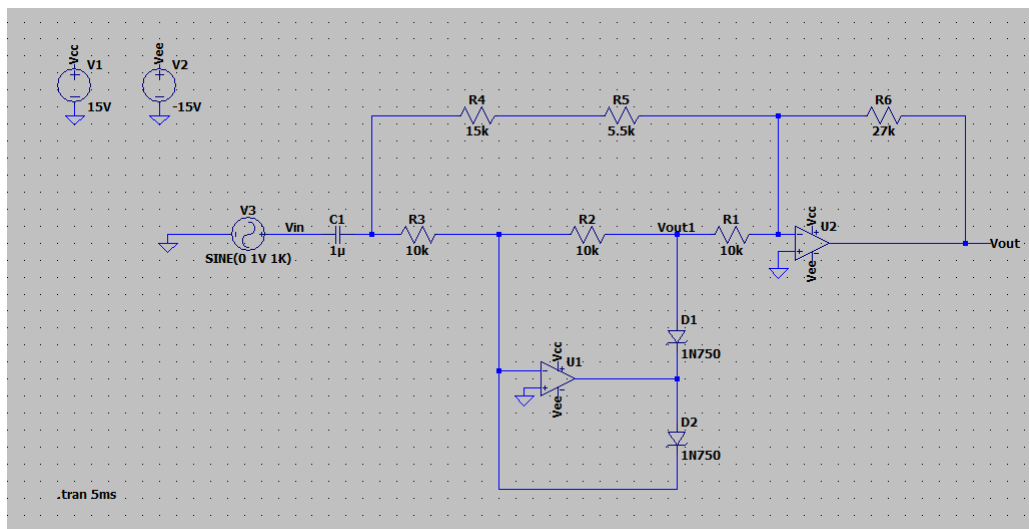 Vcc
V1
15V
Vee
V2
-15V
R4
15k
R5
5.5k
R6
27k
V3
Vin
SINE(0 1V 1K)
C1
1µ
R3
10k
R2
10k
Vout1
R1
10k
Vcc
U2
Vee
Vout
D1
1N750
Vcc
U1
Vee
D2
1N750
.tran 5ms